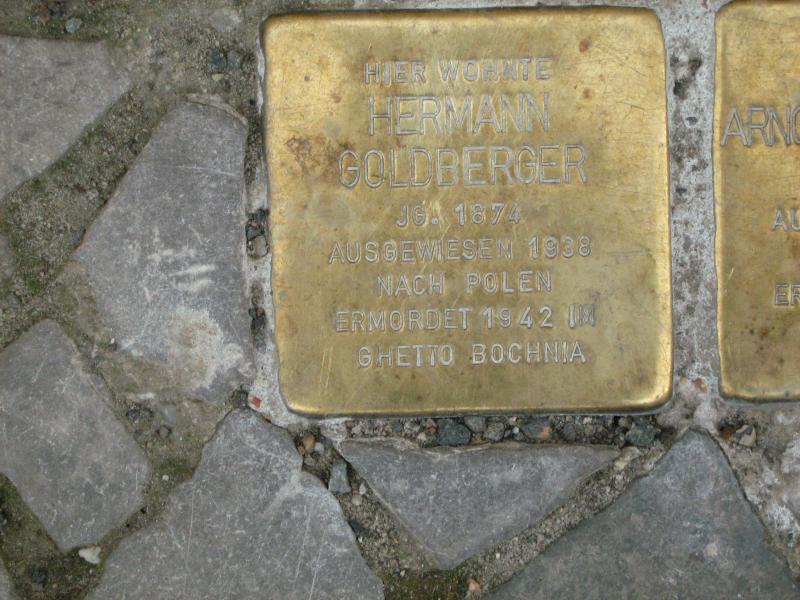 HIER WOHNTE
HERMANN
GOLDBERGER
JG. 1874
AUSGEWIESEN 1938
NACH POLEN
ERMORDET 1942 IM
GHETTO BOCHNIA